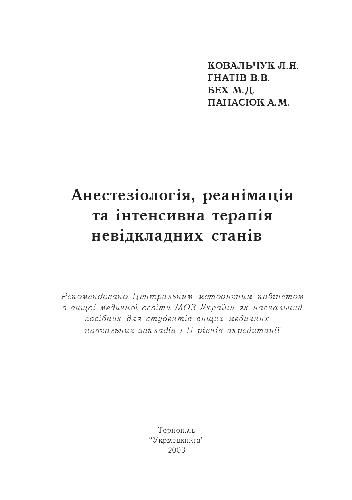 КОВАЛЬЧУК Л.Я.
ГНАТІВ В.В.
БЕХ М.Д.
ПАНАСЮК А.М.
Анестезіологія, реанімація
та інтенсивна терапія
невідкладних станів
Рекомендовано Центральним методичним кабінетом
з вищої медичної освіти МОЗ України як навчальний
посібник для студентів вищих медичних
навчальних закладів І-ІІ рівнів акредитації
Тернопіль
"Укрмедкнига"
2003